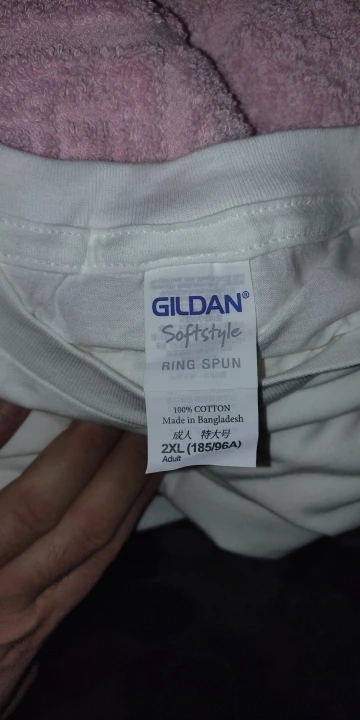 GILDAN®
Softstyle
RING SPUN
100% COTTON
Made in Bangladesh
成人 特大号
2XL (185/96A)
Adult